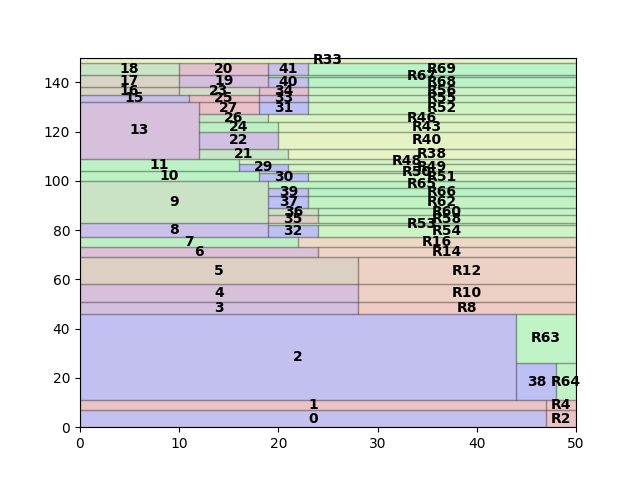 R33
18 20 41 R69
R67
17 19 40 R68
16 23 34 R56
15 25 33 R55
27 31 R52
26 R46
13 24 R43
22 R40
21 R38
11 29 R48 R49
10 30 R50 R51
R65
9 39 R66
37 R62
36 R60
35 R58
8 32 R53 R54
7 R16
6 R14
5 R12
4 R10
3 R8
2 R63
38 R64
1 R4
0 R2
140
120
100
80
60
40
20
0
0 10 20 30 40 50